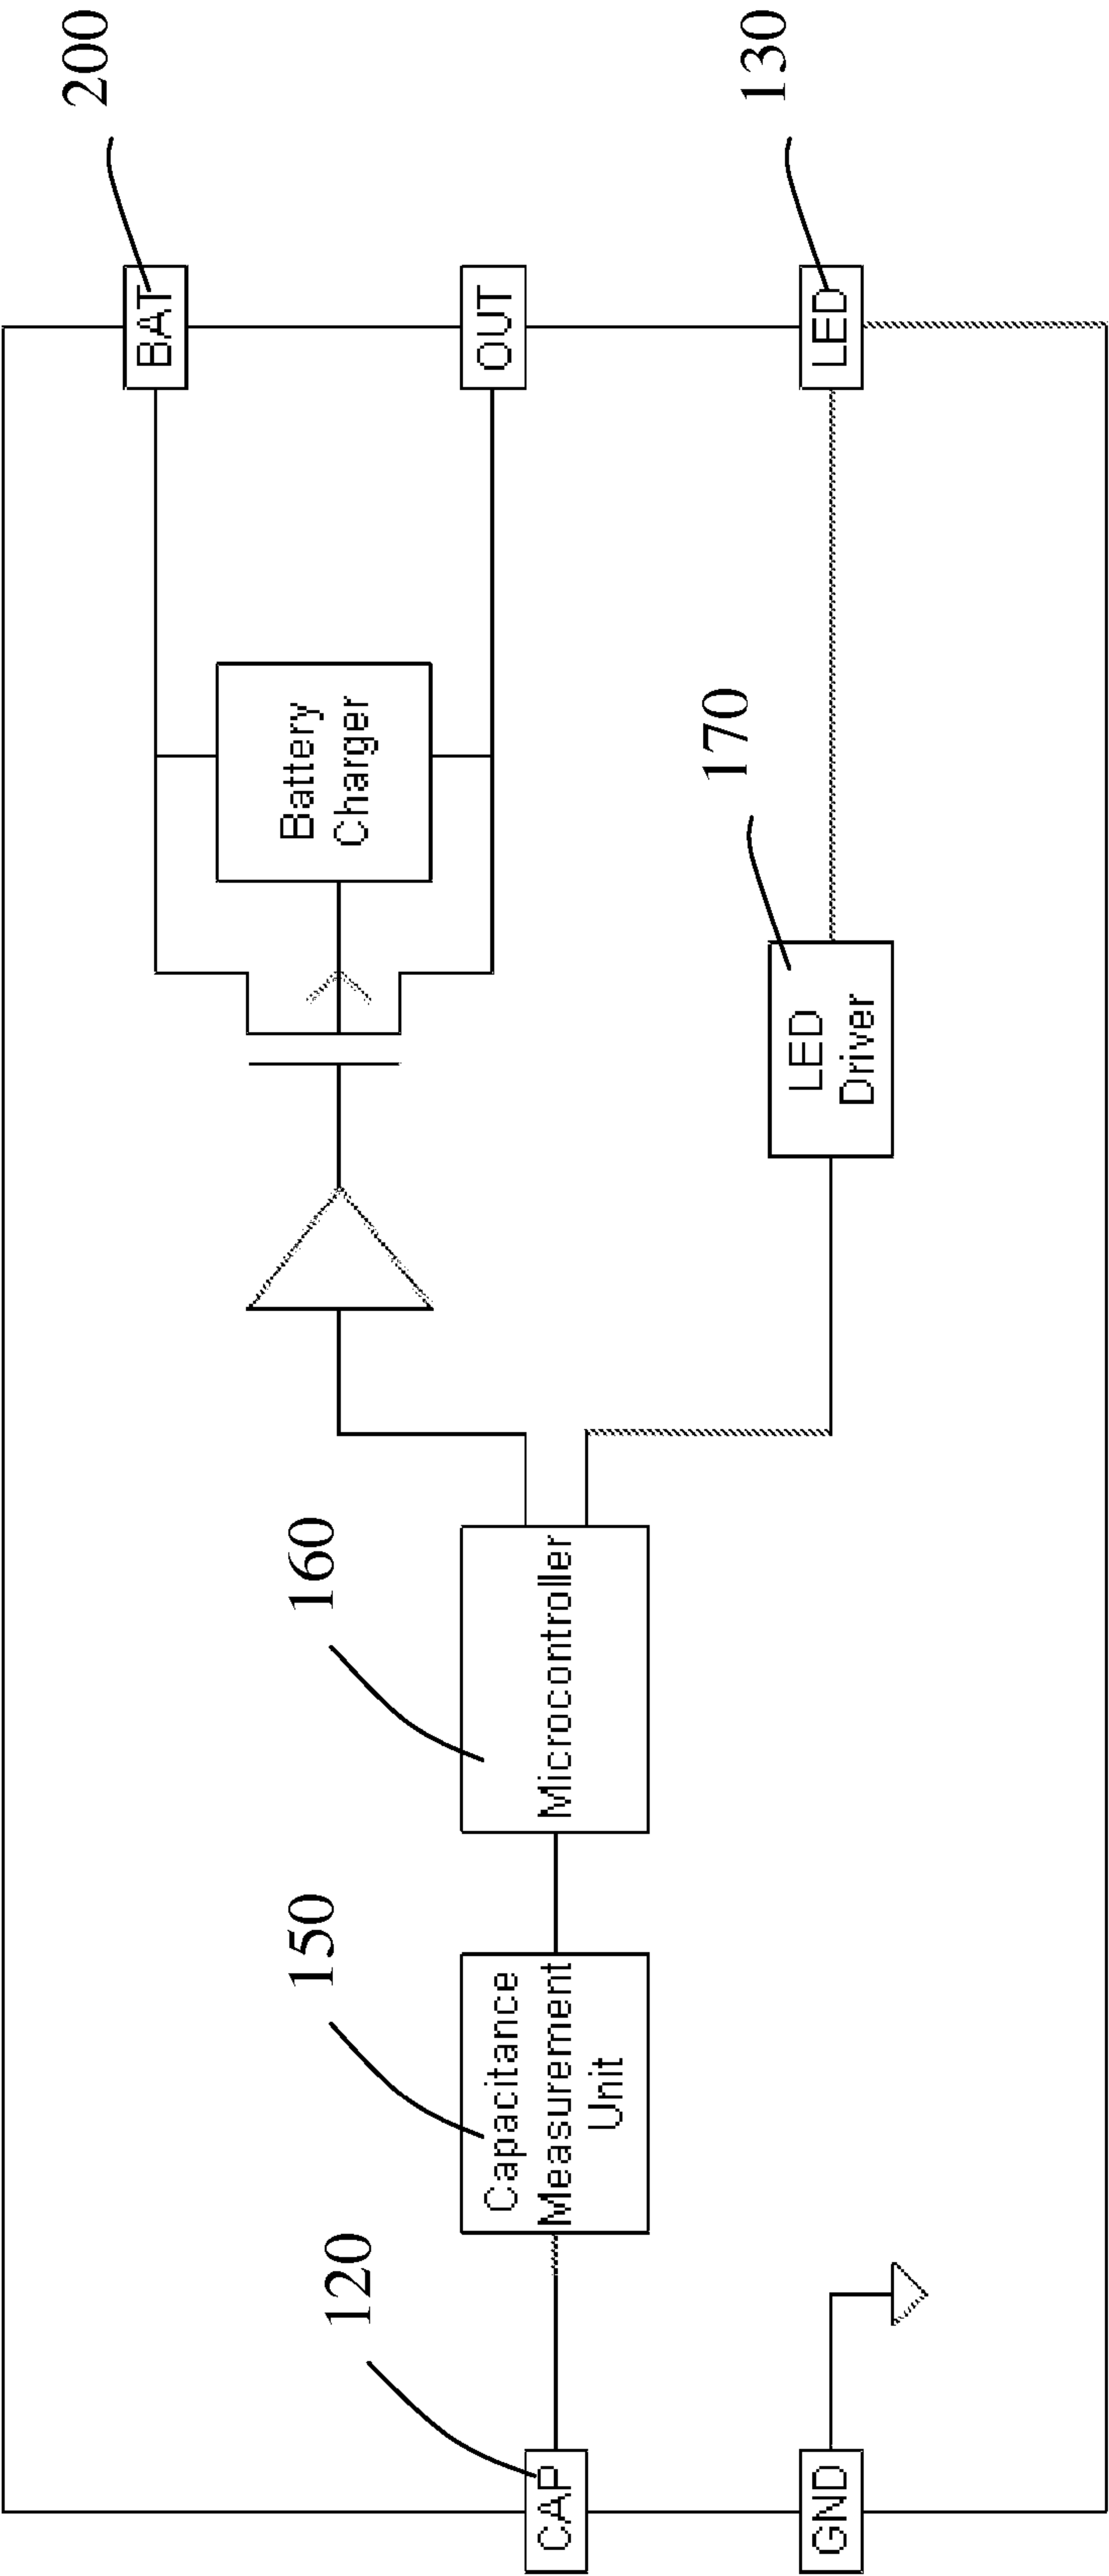 200
130
BAT
OUT
LED
Battery
Charger
170
LED
Driver
160
Microcontroller
150
Capacitance
Measurement
Unit
120
CAP
GND